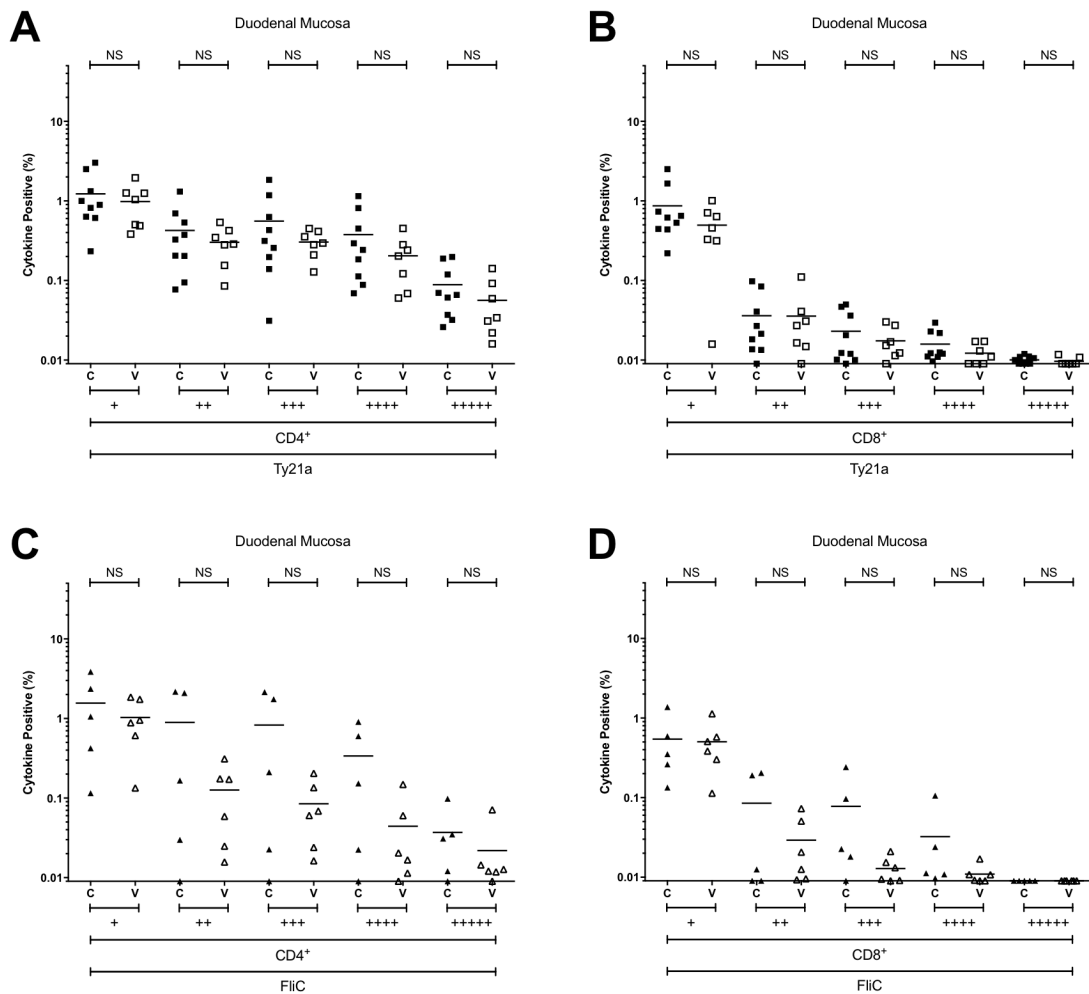 A
Duodenal Mucosa
NS NS NS NS NS
Cytokine Positive (%)
10
1
0.1
0.01
C V C V C V C V C V
+ ++ +++ ++++ +++++
CD4+
Ty21a
B
Duodenal Mucosa
NS NS NS NS NS
Cytokine Positive (%)
10
1
0.1
0.01
C V C V C V C V C V
+ ++ +++ ++++ +++++
CD8+
Ty21a
C
Duodenal Mucosa
NS NS NS NS NS
Cytokine Positive (%)
10
1
0.1
0.01
C V C V C V C V C V
+ ++ +++ ++++ +++++
CD4+
FliC
D
Duodenal Mucosa
NS NS NS NS NS
Cytokine Positive (%)
10
1
0.1
0.01
C V C V C V C V C V
+ ++ +++ ++++ +++++
CD8+
FliC